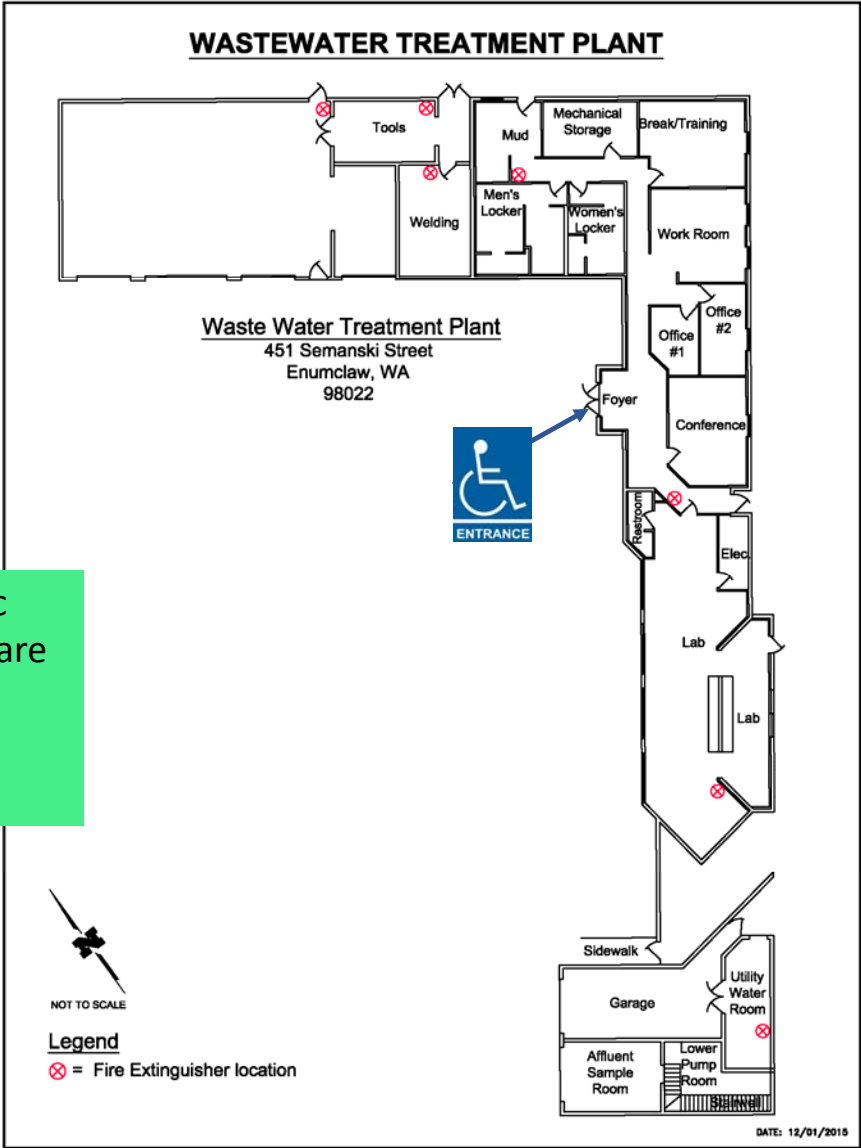 WASTEWATER TREATMENT PLANT
Tools
Mud
Mechanical
Storage
Break/Training
Welding
Men's
Locker
Women's
Locker
Work Room
Waste Water Treatment Plant
451 Semanski Street
Enumclaw, WA
98022
Office
#2
Office
#1
Foyer
Conference
ENTRANCE
Restroom
Elec.
c
are
Lab
Lab
Sidewalk
Garage
Utility
Water
Room
N
NOT TO SCALE
Legend
= Fire Extinguisher location
Affluent
Sample
Room
Lower
Pump
Room
Stairwell
DATE: 12/01/2015